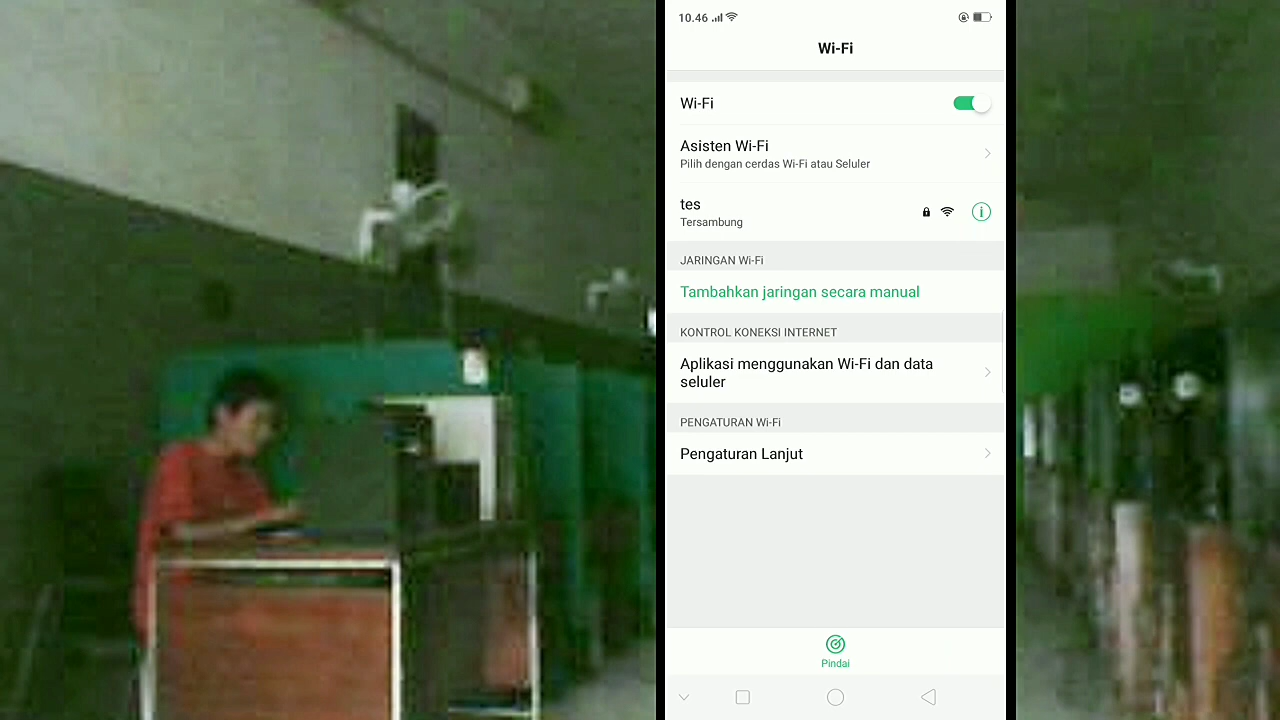 10.46
Wi-Fi
Wi-Fi
Asisten Wi-Fi
Pilih dengan cerdas Wi-Fi atau Seluler
tes
Tersambung
JARINGAN Wi-Fi
Tambahkan jaringan secara manual
KONTROL KONEKSI INTERNET
Aplikasi menggunakan Wi-Fi dan data
seluler
PENGATURAN Wi-Fi
Pengaturan Lanjut
Pindai